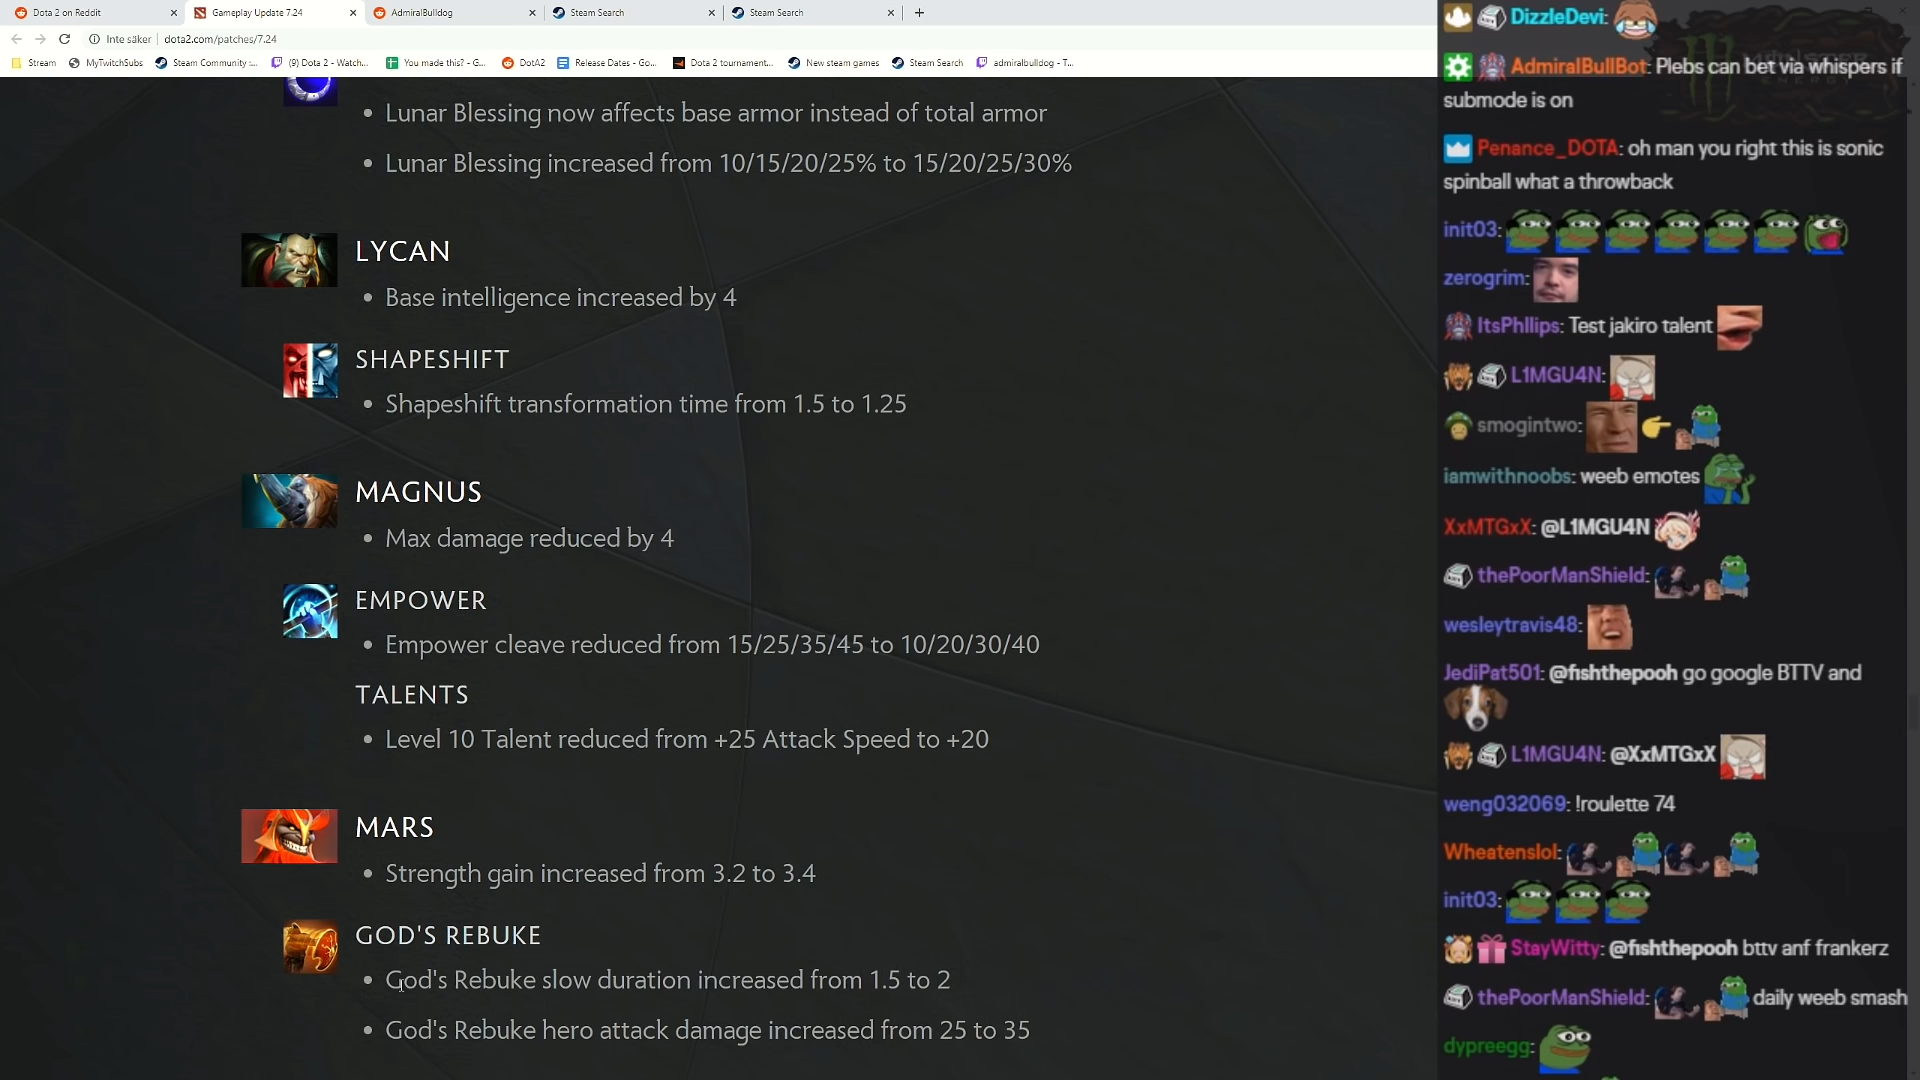 Dota 2 on Reddit
Gameplay Update 7.24
AdmiralBulldog
Steam Search
Steam Search
Inte säker | dota2.com/patches/7.24
Stream
MyTwitchSubs
Steam Community :...
(9) Dota 2 - Watch...
You made this? - G...
DotA2
Release Dates - Go...
Dota 2 tournament...
New steam games
Steam Search
admiralbulldog - T...
Lunar Blessing now affects base armor instead of total armor
Lunar Blessing increased from 10/15/20/25% to 15/20/25/30%
LYCAN
Base intelligence increased by 4
SHAPESHIFT
Shapeshift transformation time from 1.5 to 1.25
MAGNUS
Max damage reduced by 4
EMPOWER
Empower cleave reduced from 15/25/35/45 to 10/20/30/40
TALENTS
Level 10 Talent reduced from +25 Attack Speed to +20
MARS
Strength gain increased from 3.2 to 3.4
GOD'S REBUKE
God's Rebuke slow duration increased from 1.5 to 2
God's Rebuke hero attack damage increased from 25 to 35
DizzleDevi:
AdmiralBullBot: Plebs can bet via whispers if
submode is on
Penance_DOTA: oh man you right this is sonic
spinball what a throwback
init03:
zerogrim:
ItsPhllips: Test jakiro talent
L1MGU4N:
smogintwo:
iamwithnoobs: weeb emotes
XxMTGxX: @L1MGU4N
thePoorManShield:
wesleytravis48:
JediPat501: @fishthepooh go google BTTV and
L1MGU4N: @XxMTGxX
weng032069: !roulette 74
Wheatenslol:
init03:
StayWitty: @fishthepooh bttv anf frankerz
thePoorManShield: daily weeb smash
dypreegg: